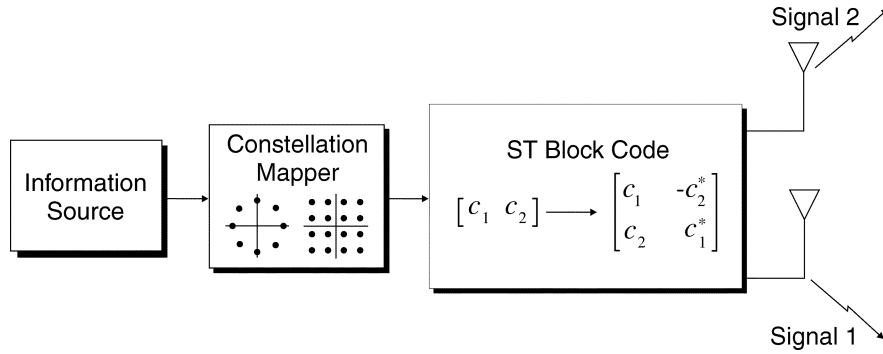 Signal 2
Information
Source
Constellation
Mapper
ST Block Code
[c₁ c₂]
[c₁ -c₂*
c₂ c₁*]
Signal 1